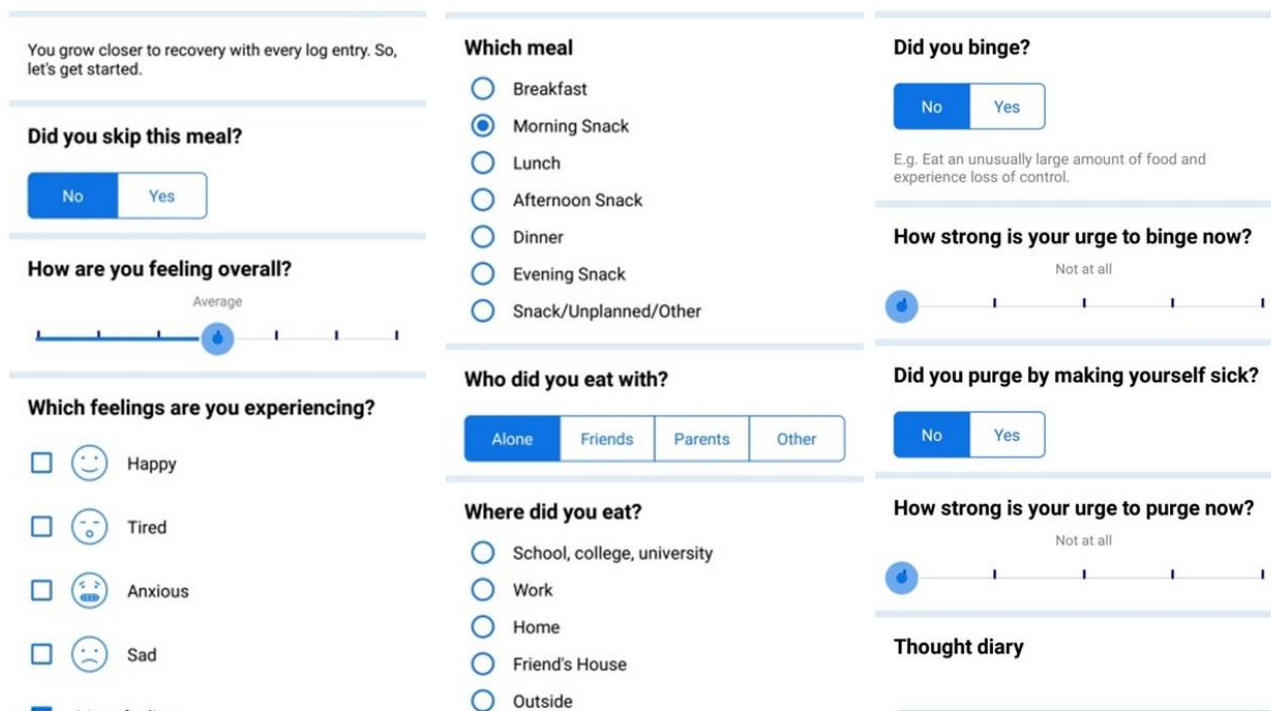 You grow closer to recovery with every log entry. So,
let's get started.
Did you skip this meal?
No
Yes
How are you feeling overall?
Average
Which feelings are you experiencing?
Happy
Tired
Anxious
Sad
Which meal
Breakfast
Morning Snack
Lunch
Afternoon Snack
Dinner
Evening Snack
Snack/Unplanned/Other
Who did you eat with?
Alone
Friends
Parents
Other
Where did you eat?
School, college, university
Work
Home
Friend's House
Outside
Did you binge?
No
Yes
E.g. Eat an unusually large amount of food and
experience loss of control.
How strong is your urge to binge now?
Not at all
Did you purge by making yourself sick?
No
Yes
How strong is your urge to purge now?
Not at all
Thought diary